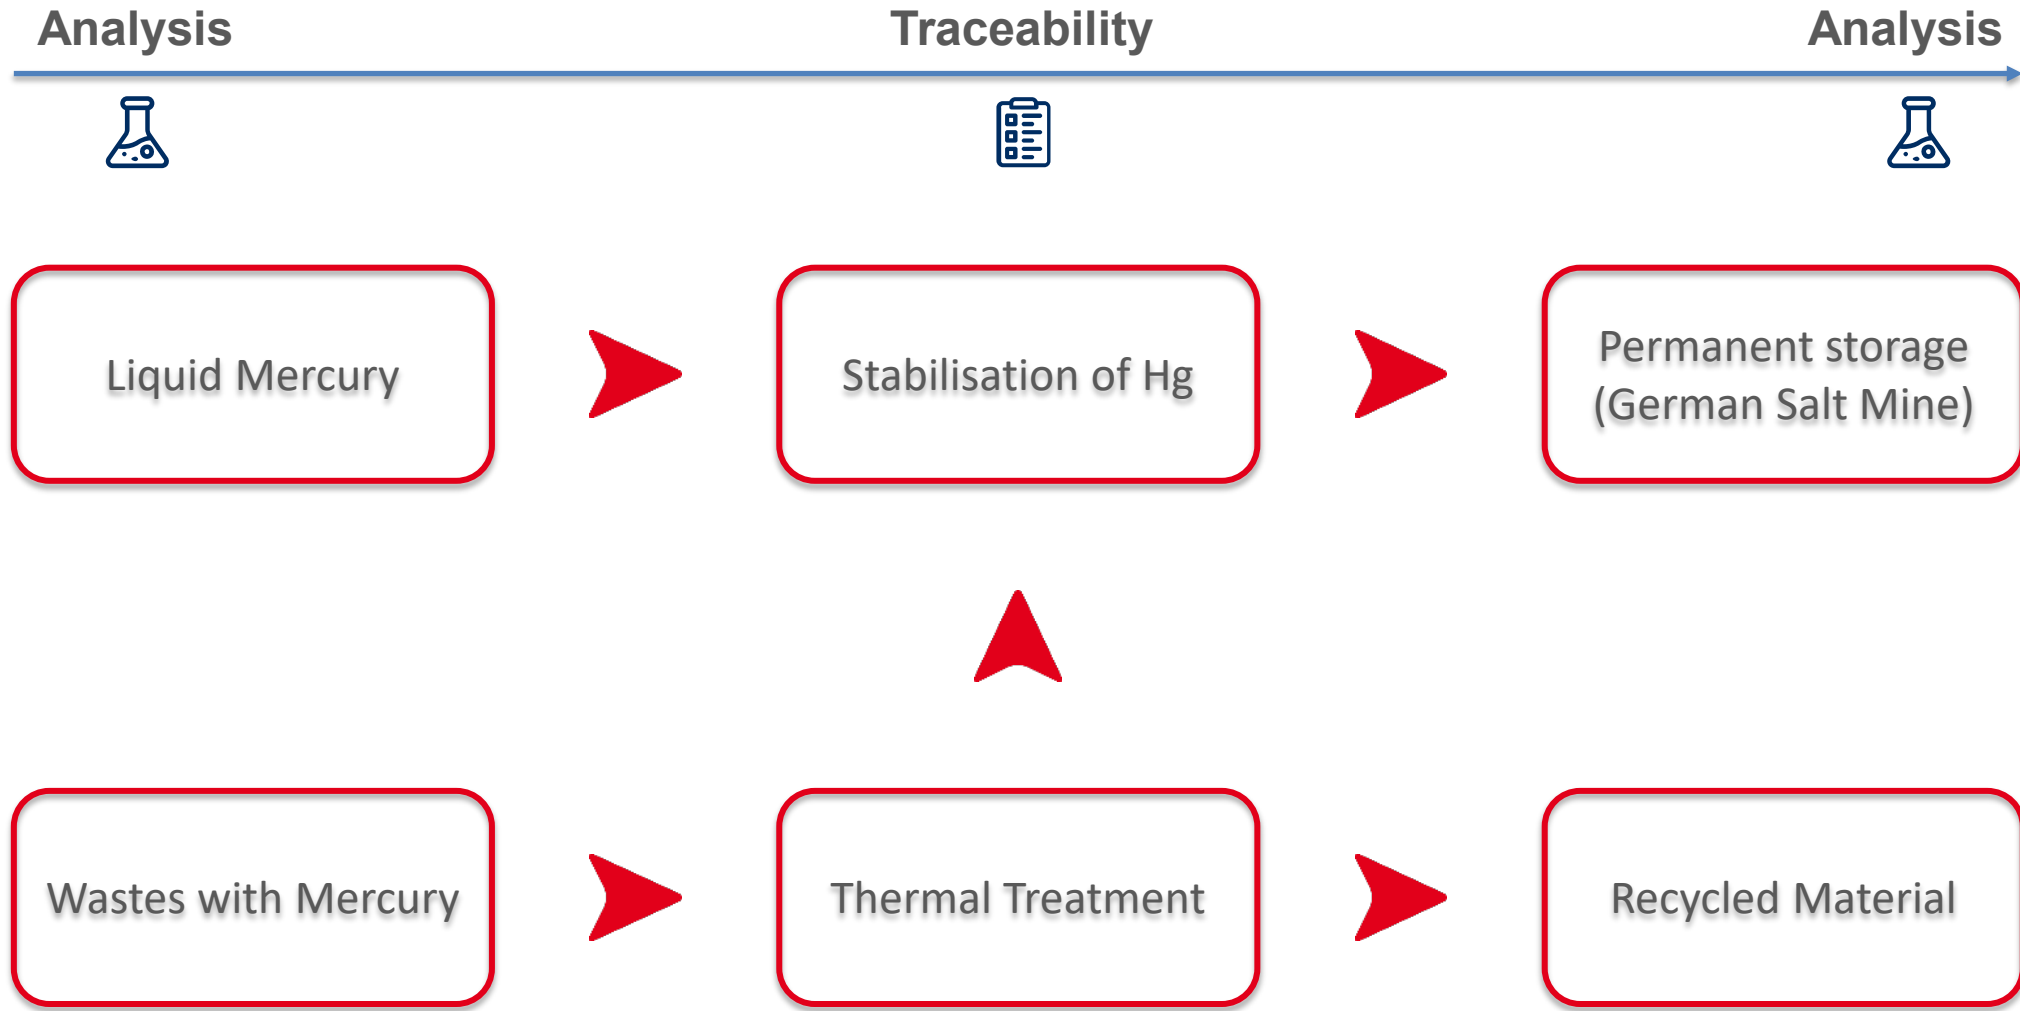 Analysis
Traceability
Analysis
Liquid Mercury
Stabilisation of Hg
Permanent storage
(German Salt Mine)
Wastes with Mercury
Thermal Treatment
Recycled Material